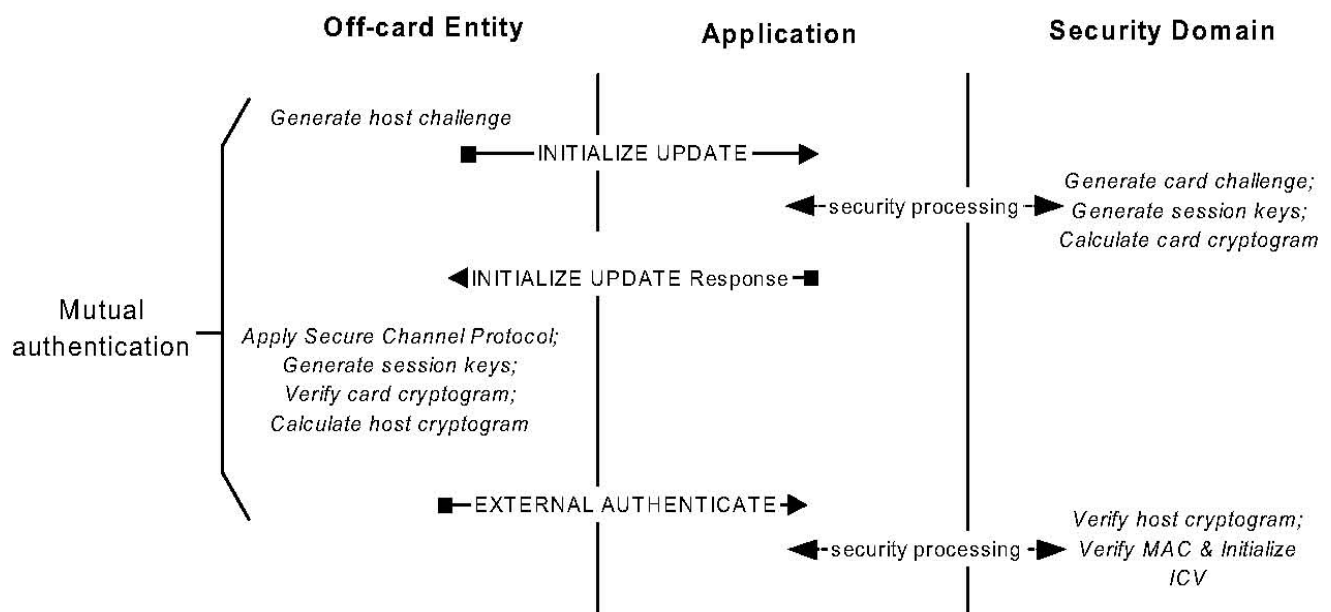 Off-card Entity
Application
Security Domain
Generate host challenge
INITIALIZE UPDATE
security processing
Generate card challenge;
Generate session keys;
Calculate card cryptogram
INITIALIZE UPDATE Response
Mutual
authentication
Apply Secure Channel Protocol;
Generate session keys;
Verify card cryptogram;
Calculate host cryptogram
EXTERNAL AUTHENTICATE
security processing
Verify host cryptogram;
Verify MAC & Initialize
ICV